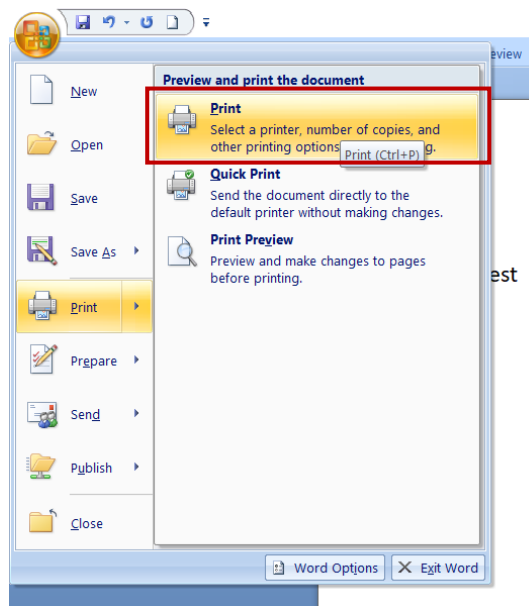 eview
New
Open
Save
Save As
Print
Prepare
Send
Publish
Close
Preview and print the document
Print
Select a printer, number of copies, and
other printing options
g.
Print (Ctrl+P)
Quick Print
Send the document directly to the
default printer without making changes.
Print Preview
Preview and make changes to pages
before printing.
est
Word Options
Exit Word